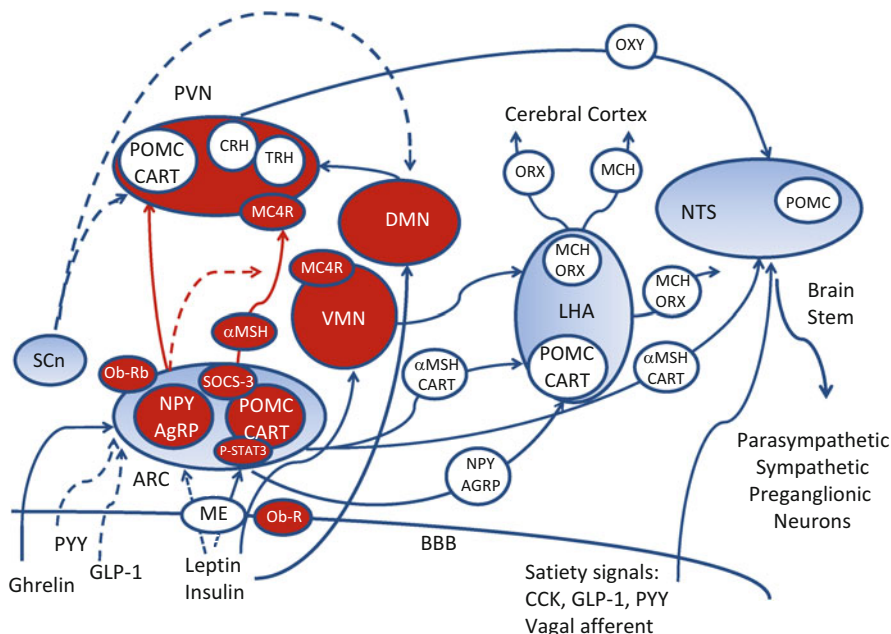 OXY
PVN
Cerebral Cortex
POMC
CART
CRH
TRH
ORX
MCH
MC4R
DMN
NTS
POMC
MC4R
MCH
ORX
MCH
ORX
VMN
LHA
Brain
Stem
αMSH
SCn
Ob-Rb
SOCS-3
αMSH
CART
POMC
CART
αMSH
CART
NPY
AgRP
POMC
CART
P-STAT3
Parasympathetic
Sympathetic
Preganglionic
Neurons
NPY
AGRP
ARC
ME
Ob-R
PYY
BBB
GLP-1
Ghrelin
Leptin
Insulin
Satiety signals:
CCK, GLP-1, PYY
Vagal afferent